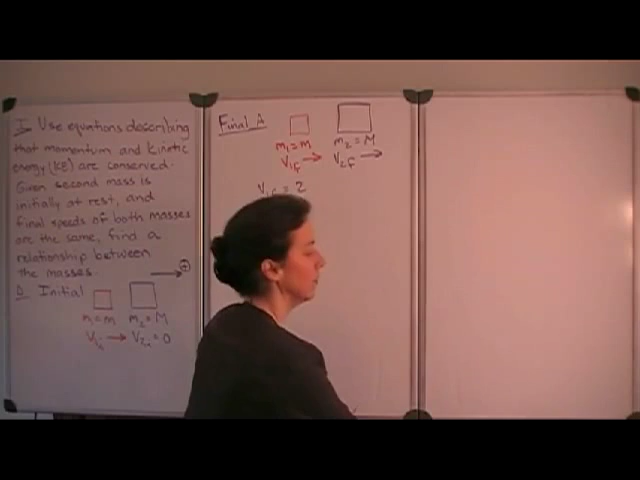 I. Use equations describing
that momentum and kinetic
energy (KE) are conserved.
Given second mass is
initially at rest, and
final speeds of both masses
are the same, find a
relationship between
the masses.
+
D Initial
m₁ = m m₂ = M
V₁ᵢₙ → V₂ᵢₙ = 0
Final A
m₁ = m m₂ = M
V₁F → V₂F →
V₁F = 2